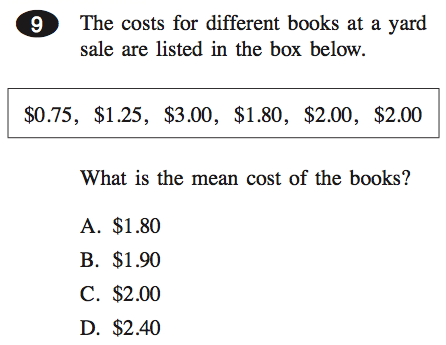 9 The costs for different books at a yard
sale are listed in the box below.
$0.75, $1.25, $3.00, $1.80, $2.00, $2.00
What is the mean cost of the books?
A. $1.80
B. $1.90
C. $2.00
D. $2.40